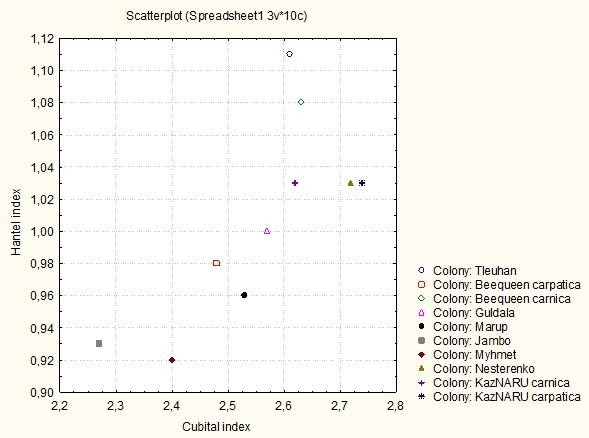 Scatterplot (Spreadsheet1 3v*10c)
1,12
1,10
1,08
1,06
1,04
1,02
1,00
0,98
0,96
0,94
0,92
0,90
Hantel index
2,2 2,3 2,4 2,5 2,6 2,7 2,8
Cubital index
Colony: Tleuhan
Colony: Beequeen carpatica
Colony: Beequeen carnica
Colony: Guldala
Colony: Marup
Colony: Jambo
Colony: Myhmet
Colony: Nesterenko
Colony: KazNARU carnica
Colony: KazNARU carpatica